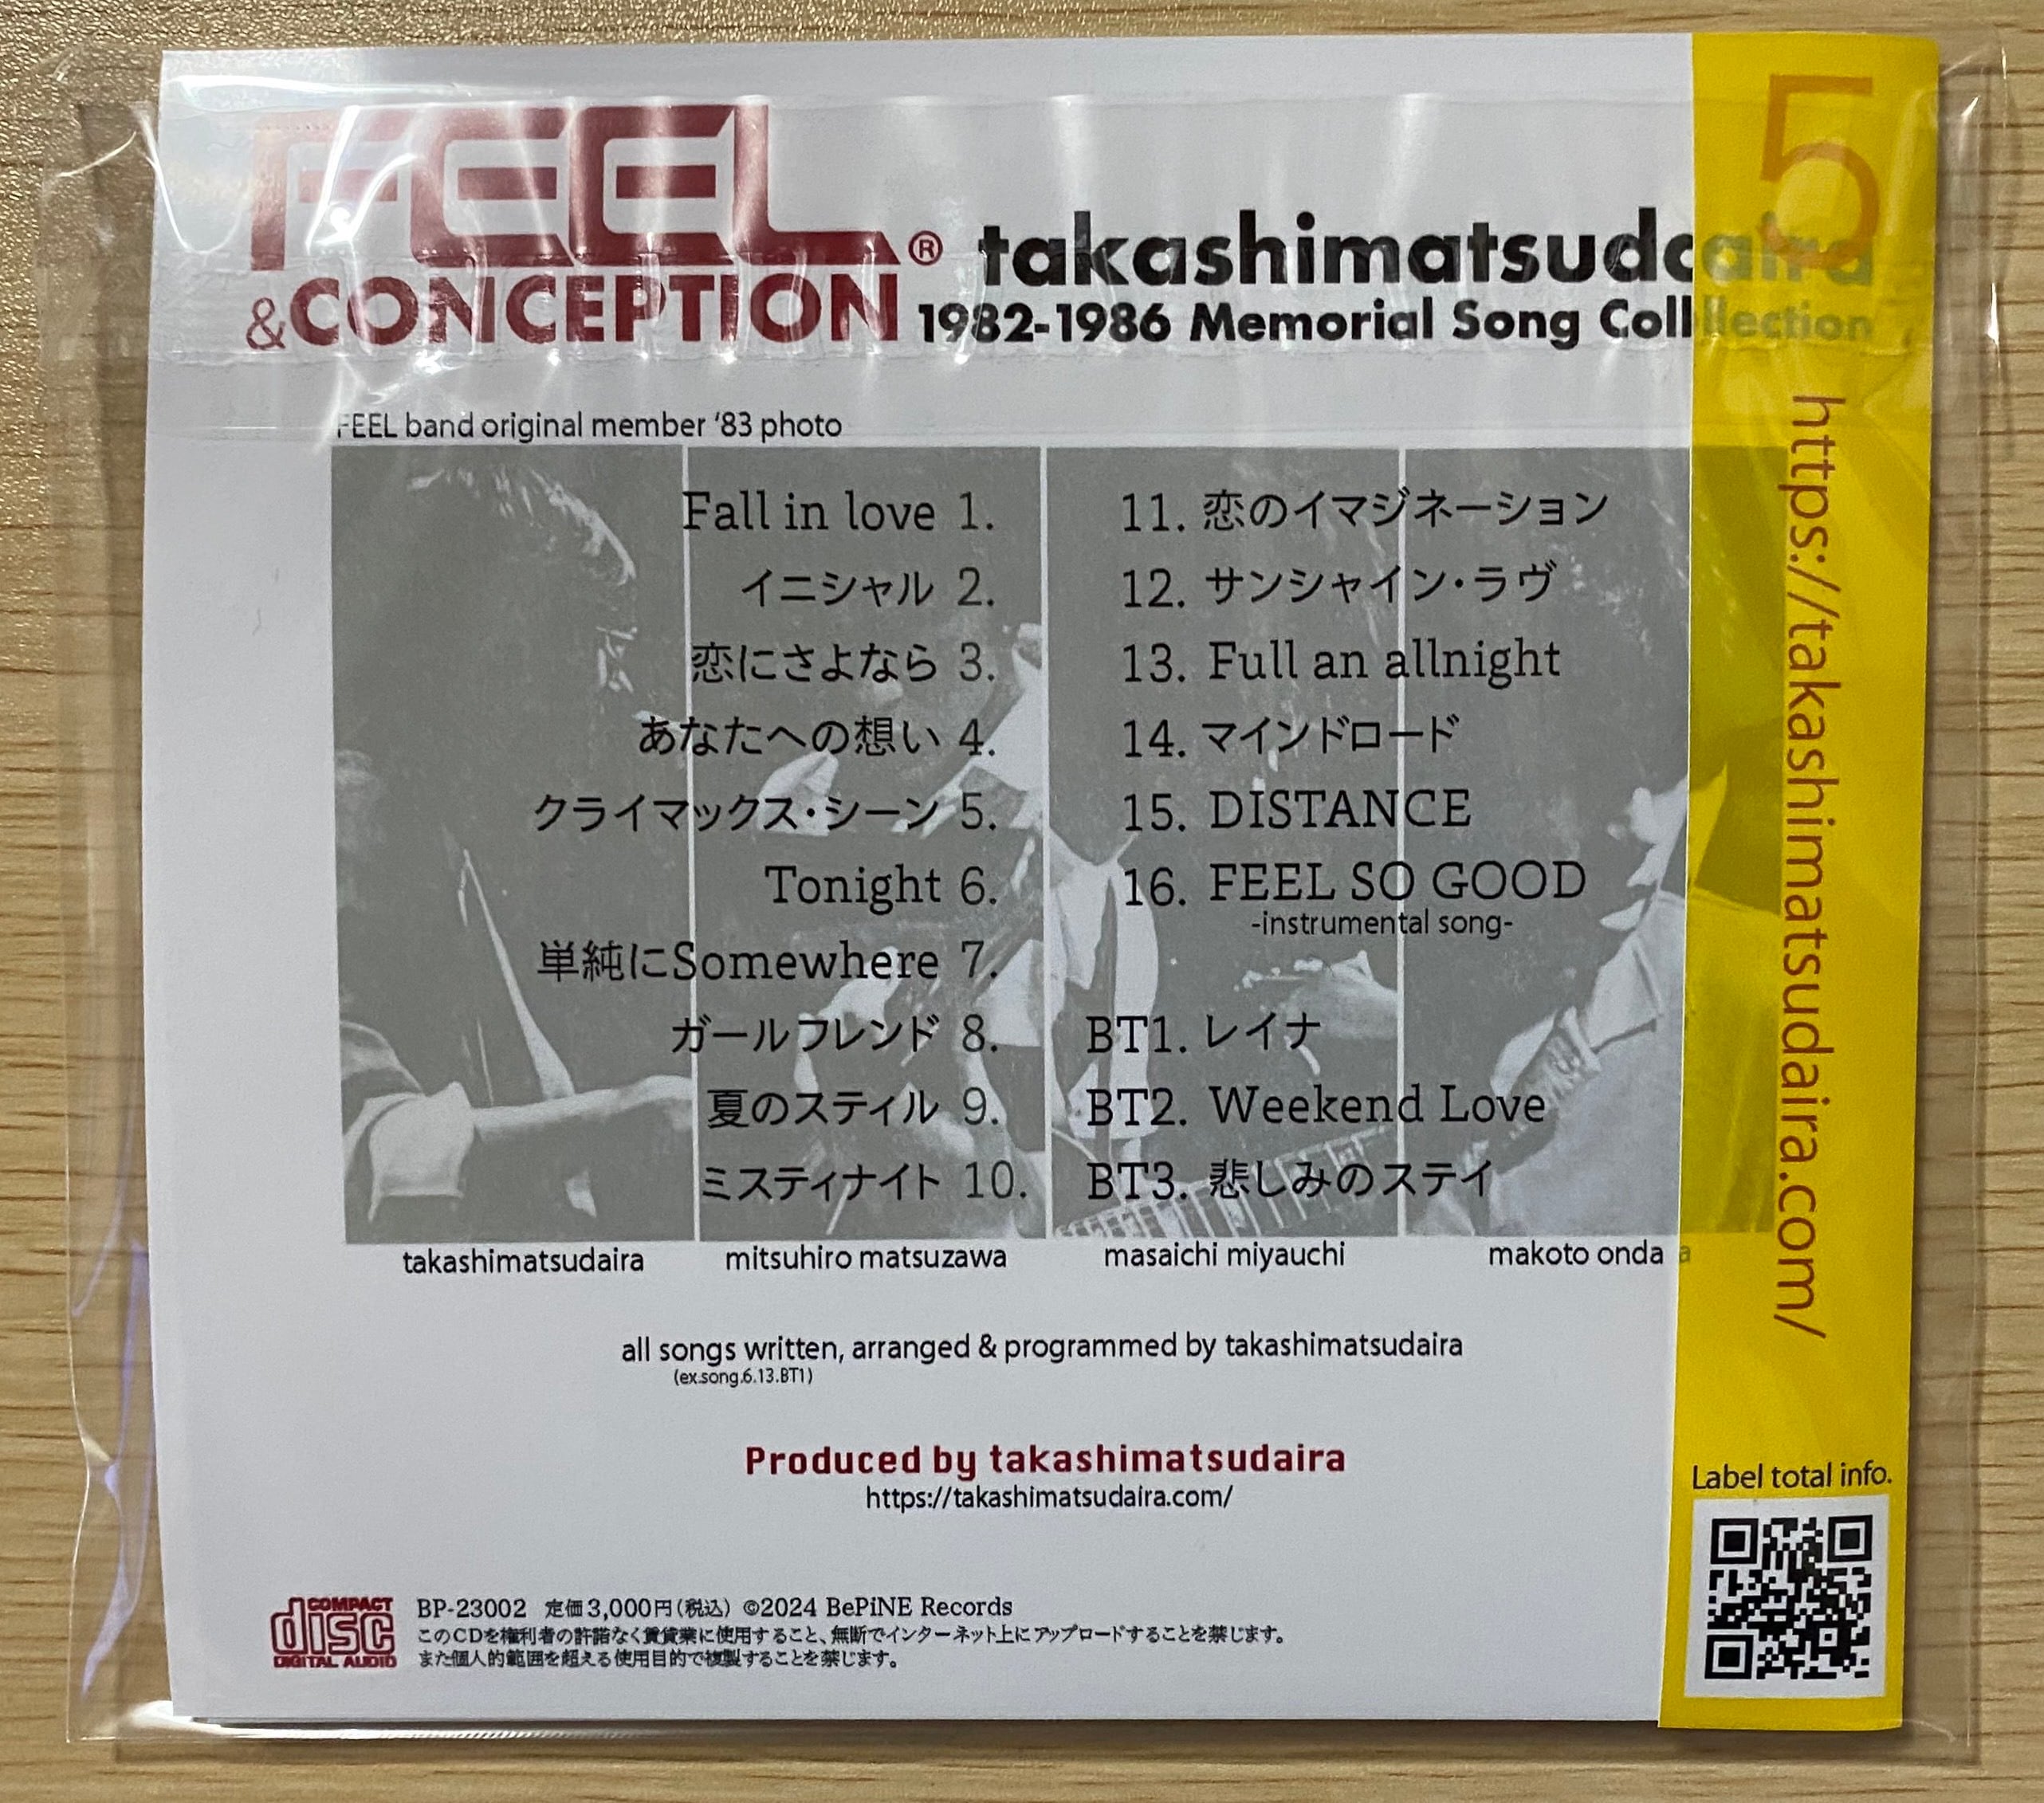 FEEL®
&CONCEPTION
takashimatsudaira
1982-1986 Memorial Song Collection
5
https://takashimatsudaira.com/
FEEL band original member '83 photo
Fall in love 1.
イニシャル 2.
恋にさよなら 3.
あなたへの想い 4.
クライマックス・シーン 5.
Tonight 6.
単純にSomewhere 7.
ガールフレンド 8.
夏のスティル 9.
ミスティナイト 10.
11. 恋のイマジネーション
12. サンシャイン・ラヴ
13. Full an allnight
14. マインドロード
15. DISTANCE
16. FEEL SO GOOD
-instrumental song-
BT1. レイナ
BT2. Weekend Love
BT3. 悲しみのステイ
takashimatsudaira
mitsuhiro matsuzawa
masaichi miyauchi
makoto onda
all songs written, arranged & programmed by takashimatsudaira
(ex.song.6.13.BT1)
Produced by takashimatsudaira
https://takashimatsudaira.com/
Label total info.
COMPACT
disc
DIGITAL AUDIO
BP-23002 定価3,000円(税込) ©2024 BePiNE Records
このCDを権利者の許諾なく賃貸業に使用すること、無断でインターネット上にアップロードすることを禁じます。
また個人的範囲を超える使用目的で複製することを禁じます。